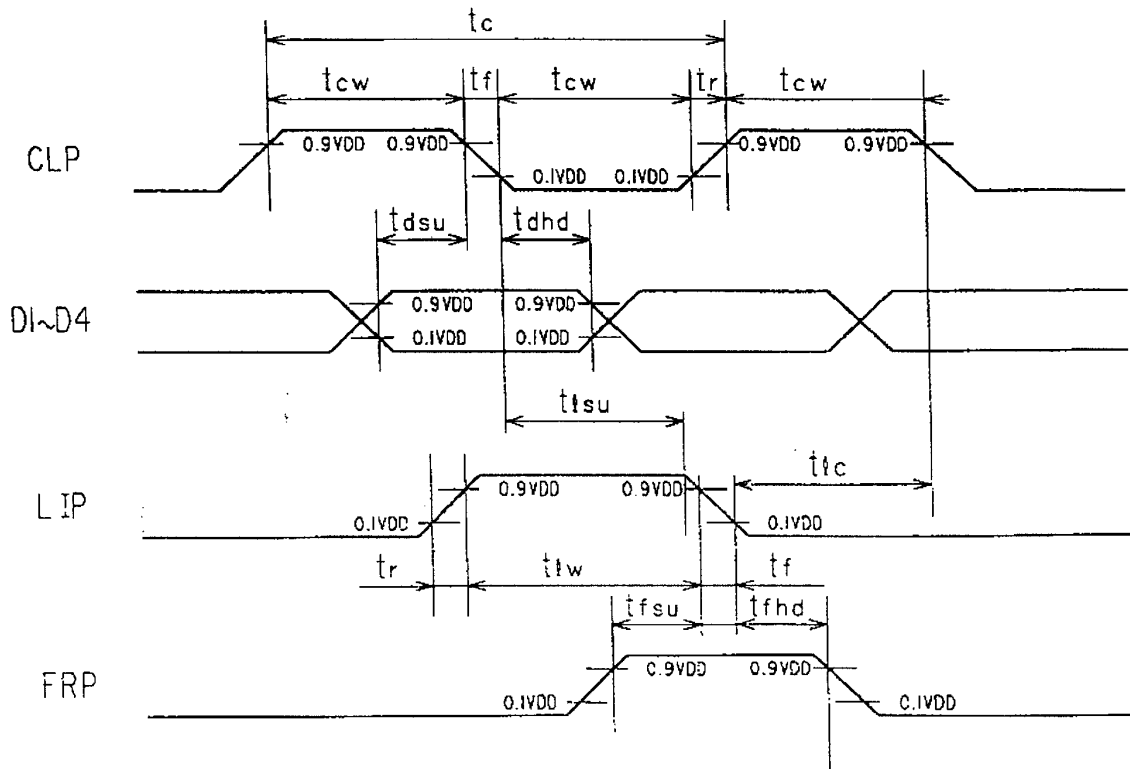 tc
tcw tf tcw tr tcw
CLP
0.9VDD 0.9VDD 0.9VDD 0.9VDD
0.1VDD 0.1VDD
tdsu tdhd
D1~D4
0.9VDD 0.9VDD
0.1VDD 0.1VDD
tlsu
tlc
LIP
0.9VDD 0.9VDD
0.1VDD 0.1VDD
tr tlw tf
tfsu tfhd
FRP
0.9VDD 0.9VDD
0.1VDD 0.1VDD